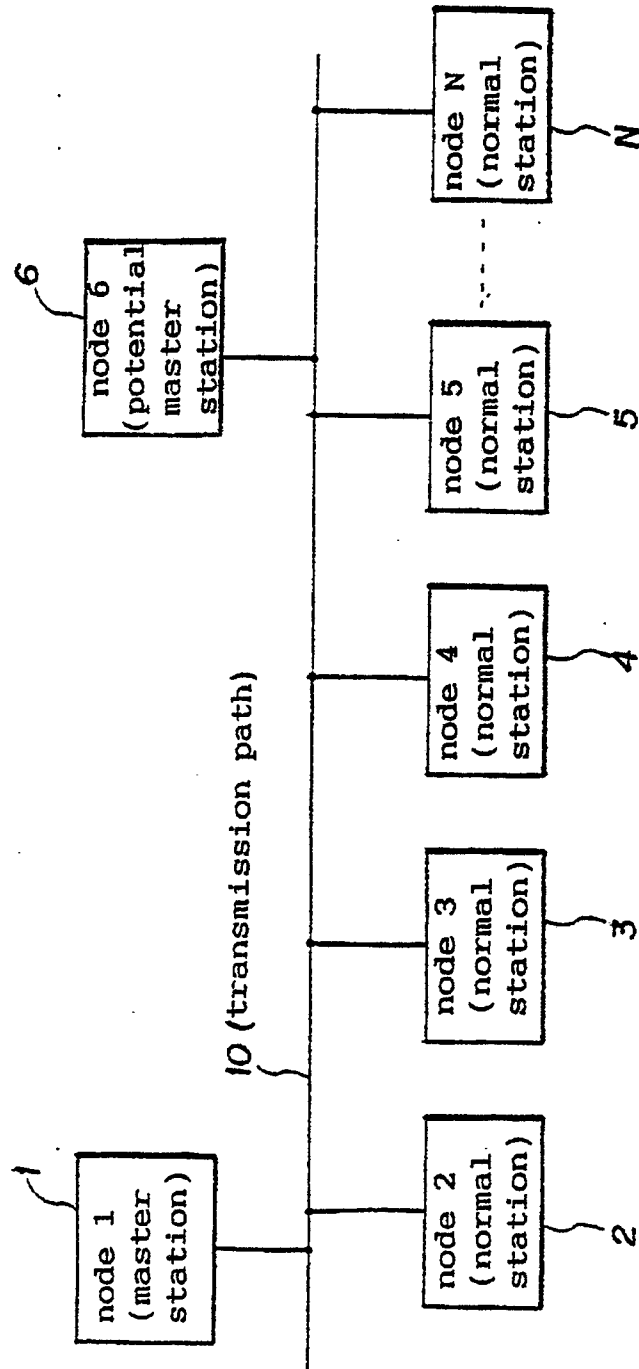 1
node 1
(master
station)
6
node 6
(potential
master
station)
10 (transmission path)
node 2
(normal
station)
2
node 3
(normal
station)
3
node 4
(normal
station)
4
node 5
(normal
station)
5
node N
(normal
station)
N